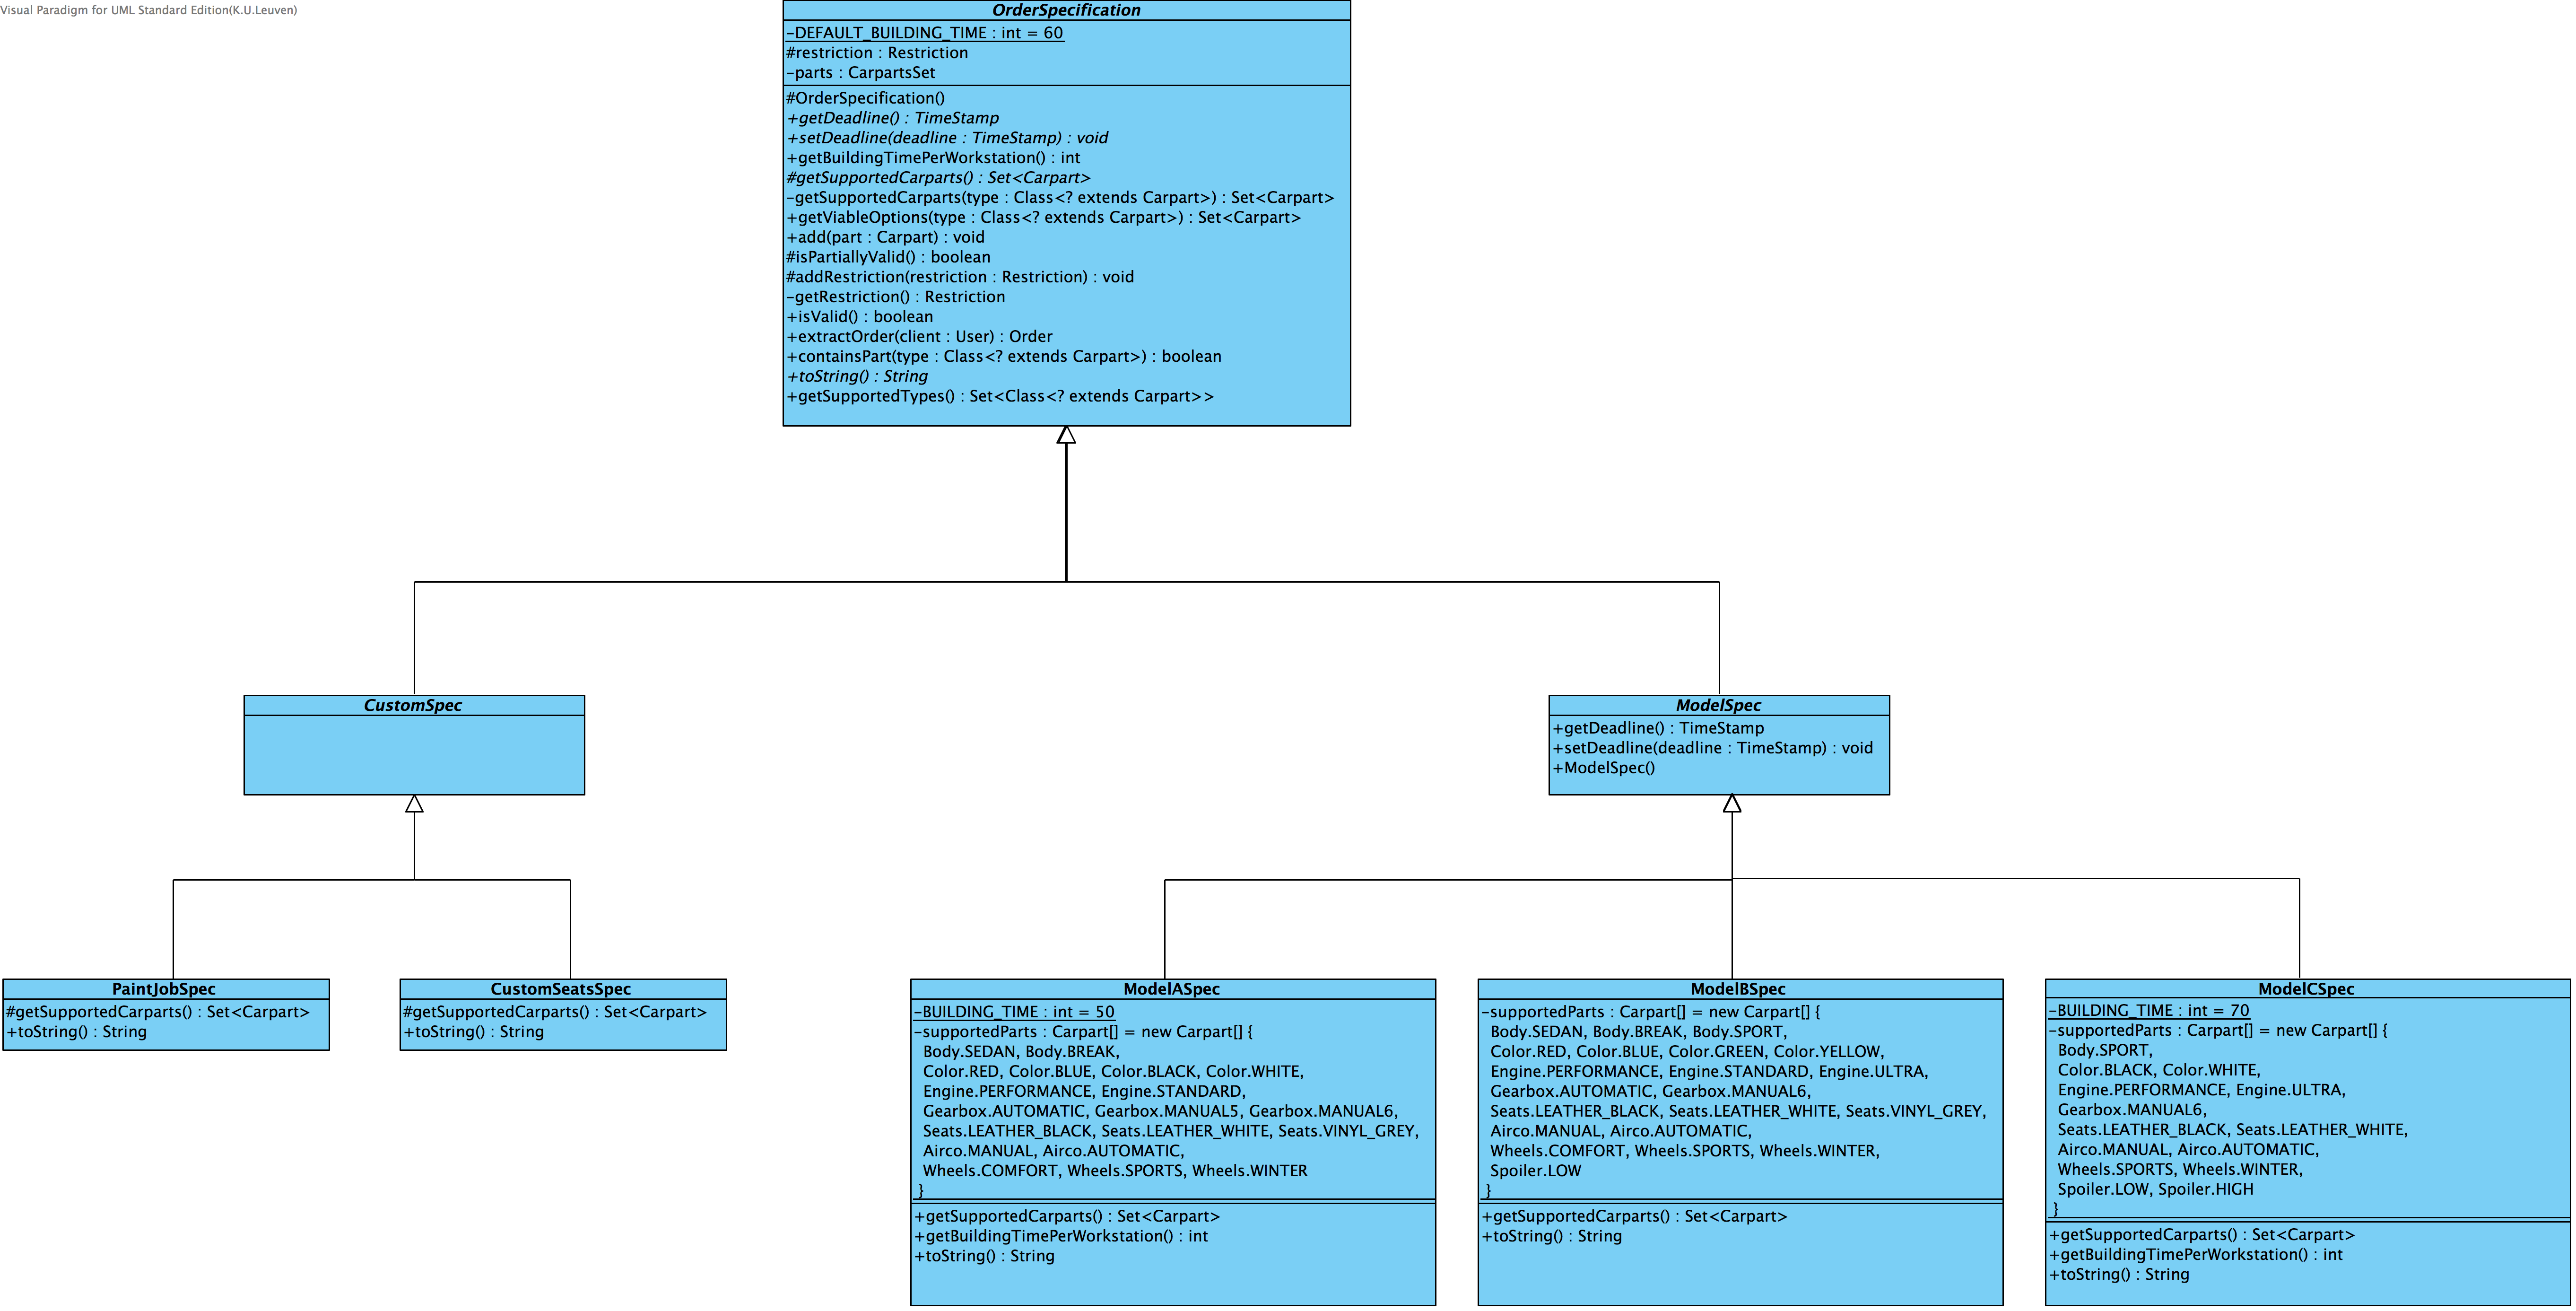 Visual Paradigm for UML Standard Edition(K.U.Leuven)
OrderSpecification
-DEFAULT_BUILDING_TIME : int = 60
#restriction : Restriction
-parts : CarpartsSet
#OrderSpecification()
+getDeadline() : TimeStamp
+setDeadline(deadline : TimeStamp) : void
+getBuildingTimePerWorkstation() : int
#getSupportedCarparts() : Set<Carpart>
-getSupportedCarparts(type : Class<? extends Carpart>) : Set<Carpart>
+getViableOptions(type : Class<? extends Carpart>) : Set<Carpart>
+add(part : Carpart) : void
#isPartiallyValid() : boolean
#addRestriction(restriction : Restriction) : void
-getRestriction() : Restriction
+isValid() : boolean
+extractOrder(client : User) : Order
+containsPart(type : Class<? extends Carpart>) : boolean
+toString() : String
+getSupportedTypes() : Set<Class<? extends Carpart>>
CustomSpec
ModelSpec
+getDeadline() : TimeStamp
+setDeadline(deadline : TimeStamp) : void
+ModelSpec()
PaintJobSpec
#getSupportedCarparts() : Set<Carpart>
+toString() : String
CustomSeatsSpec
#getSupportedCarparts() : Set<Carpart>
+toString() : String
ModelASpec
-BUILDING_TIME : int = 50
-supportedParts : Carpart[] = new Carpart[] {
Body.SEDAN, Body.BREAK,
Color.RED, Color.BLUE, Color.BLACK, Color.WHITE,
Engine.PERFORMANCE, Engine.STANDARD,
Gearbox.AUTOMATIC, Gearbox.MANUAL5, Gearbox.MANUAL6,
Seats.LEATHER_BLACK, Seats.LEATHER_WHITE, Seats.VINYL_GREY,
Airco.MANUAL, Airco.AUTOMATIC,
Wheels.COMFORT, Wheels.SPORTS, Wheels.WINTER
}
+getSupportedCarparts() : Set<Carpart>
+getBuildingTimePerWorkstation() : int
+toString() : String
ModelBSpec
-supportedParts : Carpart[] = new Carpart[] {
Body.SEDAN, Body.BREAK, Body.SPORT,
Color.RED, Color.BLUE, Color.GREEN, Color.YELLOW,
Engine.PERFORMANCE, Engine.STANDARD, Engine.ULTRA,
Gearbox.AUTOMATIC, Gearbox.MANUAL6,
Seats.LEATHER_BLACK, Seats.LEATHER_WHITE, Seats.VINYL_GREY,
Airco.MANUAL, Airco.AUTOMATIC,
Wheels.COMFORT, Wheels.SPORTS, Wheels.WINTER,
Spoiler.LOW
}
+getSupportedCarparts() : Set<Carpart>
+toString() : String
ModelCSpec
-BUILDING_TIME : int = 70
-supportedParts : Carpart[] = new Carpart[] {
Body.SPORT,
Color.BLACK, Color.WHITE,
Engine.PERFORMANCE, Engine.ULTRA,
Gearbox.MANUAL6,
Seats.LEATHER_BLACK, Seats.LEATHER_WHITE,
Airco.MANUAL, Airco.AUTOMATIC,
Wheels.SPORTS, Wheels.WINTER,
Spoiler.LOW, Spoiler.HIGH
}
+getSupportedCarparts() : Set<Carpart>
+getBuildingTimePerWorkstation() : int
+toString() : String